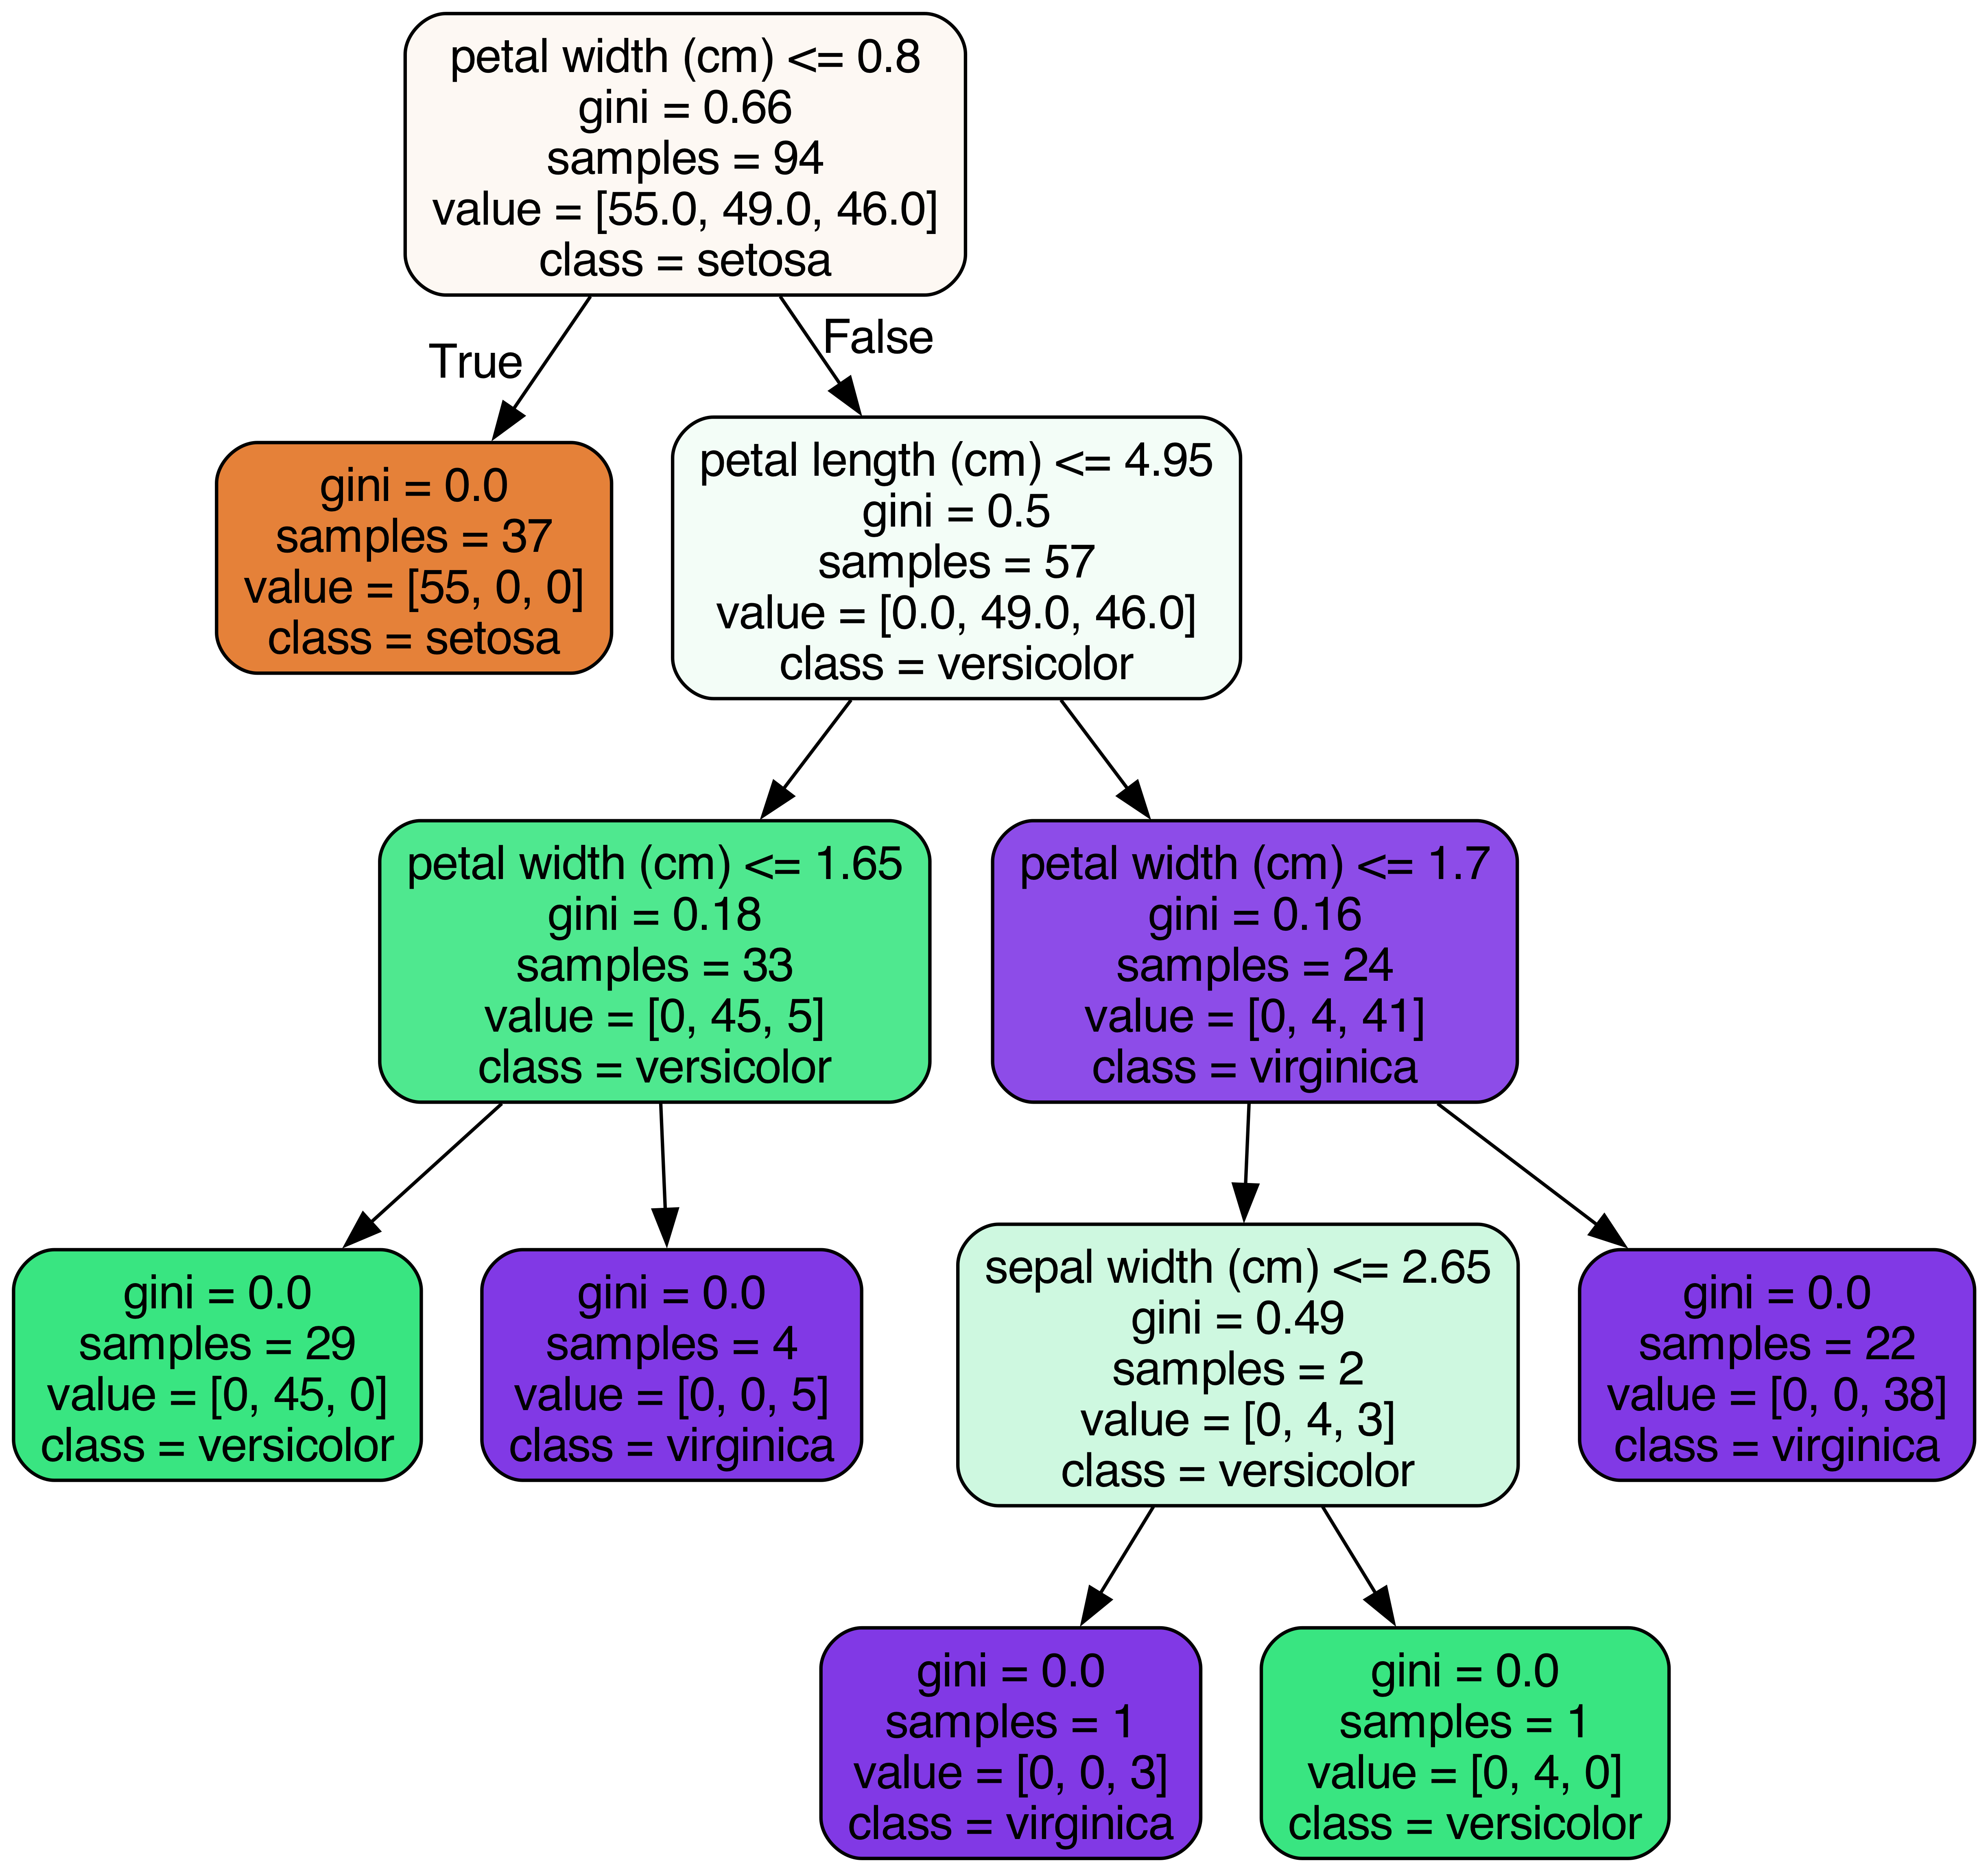 petal width (cm) <= 0.8
gini = 0.66
samples = 94
value = [55.0, 49.0, 46.0]
class = setosa
True
False
gini = 0.0
samples = 37
value = [55, 0, 0]
class = setosa
petal length (cm) <= 4.95
gini = 0.5
samples = 57
value = [0.0, 49.0, 46.0]
class = versicolor
petal width (cm) <= 1.65
gini = 0.18
samples = 33
value = [0, 45, 5]
class = versicolor
petal width (cm) <= 1.7
gini = 0.16
samples = 24
value = [0, 4, 41]
class = virginica
gini = 0.0
samples = 29
value = [0, 45, 0]
class = versicolor
gini = 0.0
samples = 4
value = [0, 0, 5]
class = virginica
sepal width (cm) <= 2.65
gini = 0.49
samples = 2
value = [0, 4, 3]
class = versicolor
gini = 0.0
samples = 22
value = [0, 0, 38]
class = virginica
gini = 0.0
samples = 1
value = [0, 0, 3]
class = virginica
gini = 0.0
samples = 1
value = [0, 4, 0]
class = versicolor